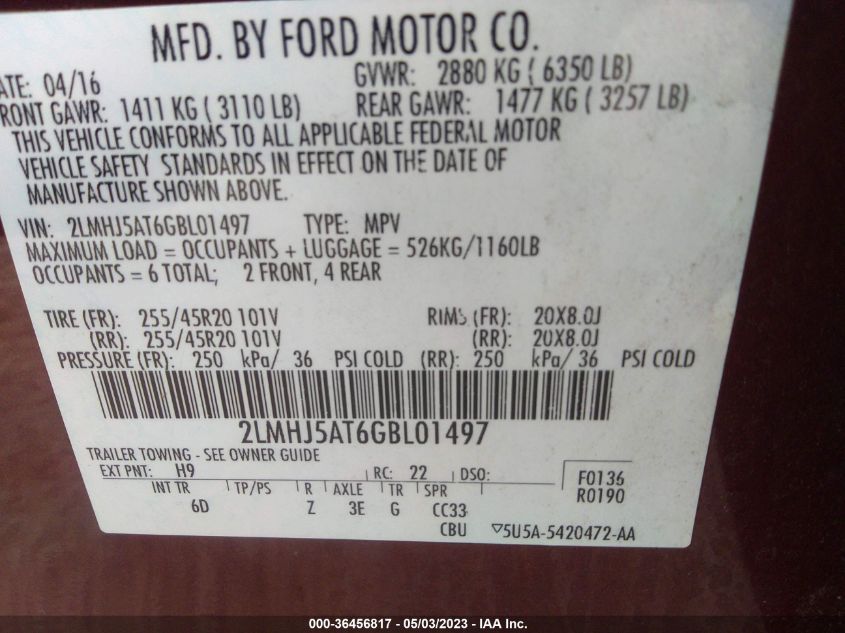 MFD. BY FORD MOTOR CO.
ATE: 04/16 GVWR: 2880 KG ( 6350 LB)
RONT GAWR: 1411 KG ( 3110 LB) REAR GAWR: 1477 KG ( 3257 LB)
THIS VEHICLE CONFORMS TO ALL APPLICABLE FEDERAL MOTOR
VEHICLE SAFETY STANDARDS IN EFFECT ON THE DATE OF
MANUFACTURE SHOWN ABOVE.
VIN: 2LMHJ5AT6GBL01497 TYPE: MPV
MAXIMUM LOAD = OCCUPANTS + LUGGAGE = 526KG/1160LB
OCCUPANTS = 6 TOTAL; 2 FRONT, 4 REAR
TIRE (FR): 255/45R20 101V RIMS (FR): 20X8.0J
(RR): 255/45R20 101V (RR): 20X8.0J
PRESSURE (FR): 250 kPa/ 36 PSI COLD (RR): 250 kPa/ 36 PSI COLD
2LMHJ5AT6GBL01497
TRAILER TOWING - SEE OWNER GUIDE
EXT PNT: H9 RC: 22 DSO: F0136
R0190
INT TR TP/PS R AXLE TR SPR
6D Z 3E G CC33
CBU ▽5U5A-5420472-AA
000-36456817 - 05/03/2023 - IAA Inc.